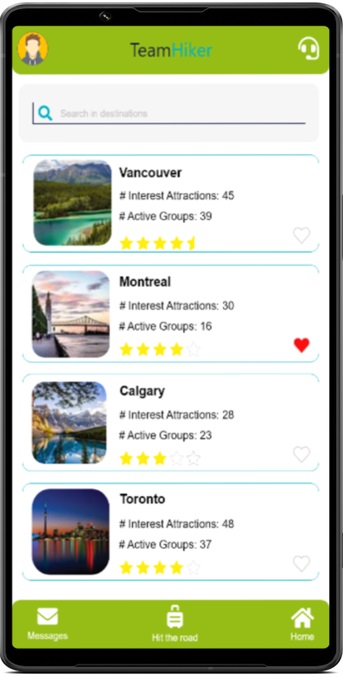 TeamHiker
Search in destinations
Vancouver
# Interest Attractions: 45
# Active Groups: 39
Montreal
# Interest Attractions: 30
# Active Groups: 16
Calgary
# Interest Attractions: 28
# Active Groups: 23
Toronto
# Interest Attractions: 48
# Active Groups: 37
Messages
Hit the road
Home